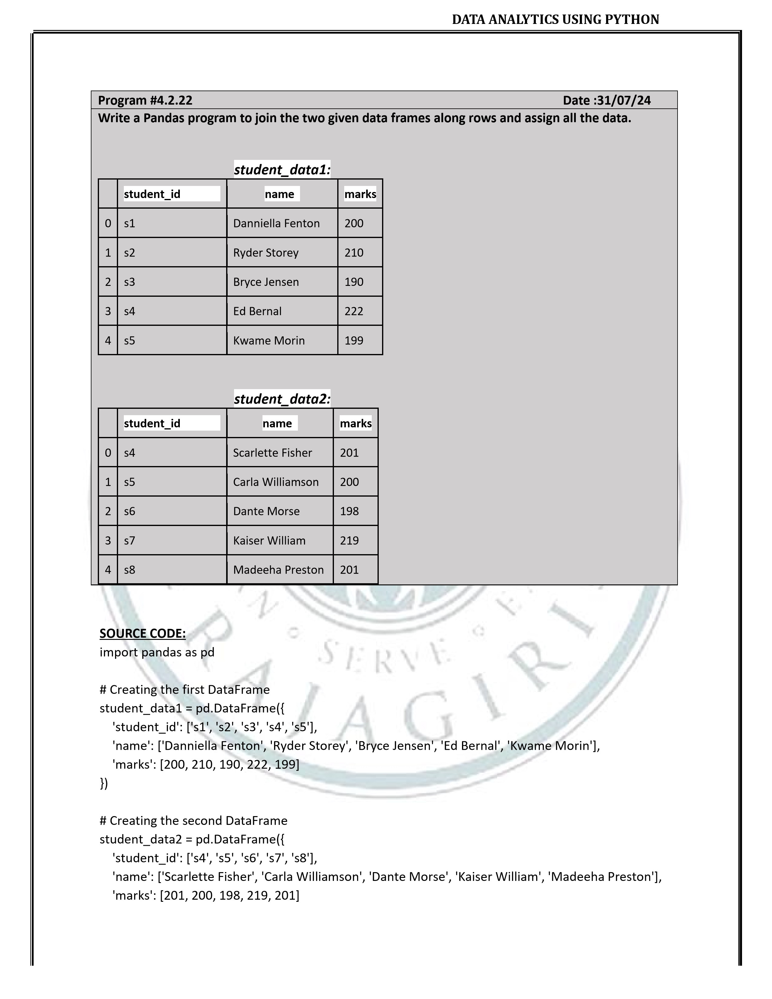 DATA ANALYTICS USING PYTHON
Program #4.2.22 Date :31/07/24
Write a Pandas program to join the two given data frames along rows and assign all the data.
student_data1:
student_id name marks
0 s1 Danniella Fenton 200
1 s2 Ryder Storey 210
2 s3 Bryce Jensen 190
3 s4 Ed Bernal 222
4 s5 Kwame Morin 199
student_data2:
student_id name marks
0 s4 Scarlette Fisher 201
1 s5 Carla Williamson 200
2 s6 Dante Morse 198
3 s7 Kaiser William 219
4 s8 Madeeha Preston 201
SERVE
RAJAGIRI
SOURCE CODE:
import pandas as pd
# Creating the first DataFrame
student_data1 = pd.DataFrame({
'student_id': ['s1', 's2', 's3', 's4', 's5'],
'name': ['Danniella Fenton', 'Ryder Storey', 'Bryce Jensen', 'Ed Bernal', 'Kwame Morin'],
'marks': [200, 210, 190, 222, 199]
})
# Creating the second DataFrame
student_data2 = pd.DataFrame({
'student_id': ['s4', 's5', 's6', 's7', 's8'],
'name': ['Scarlette Fisher', 'Carla Williamson', 'Dante Morse', 'Kaiser William', 'Madeeha Preston'],
'marks': [201, 200, 198, 219, 201]